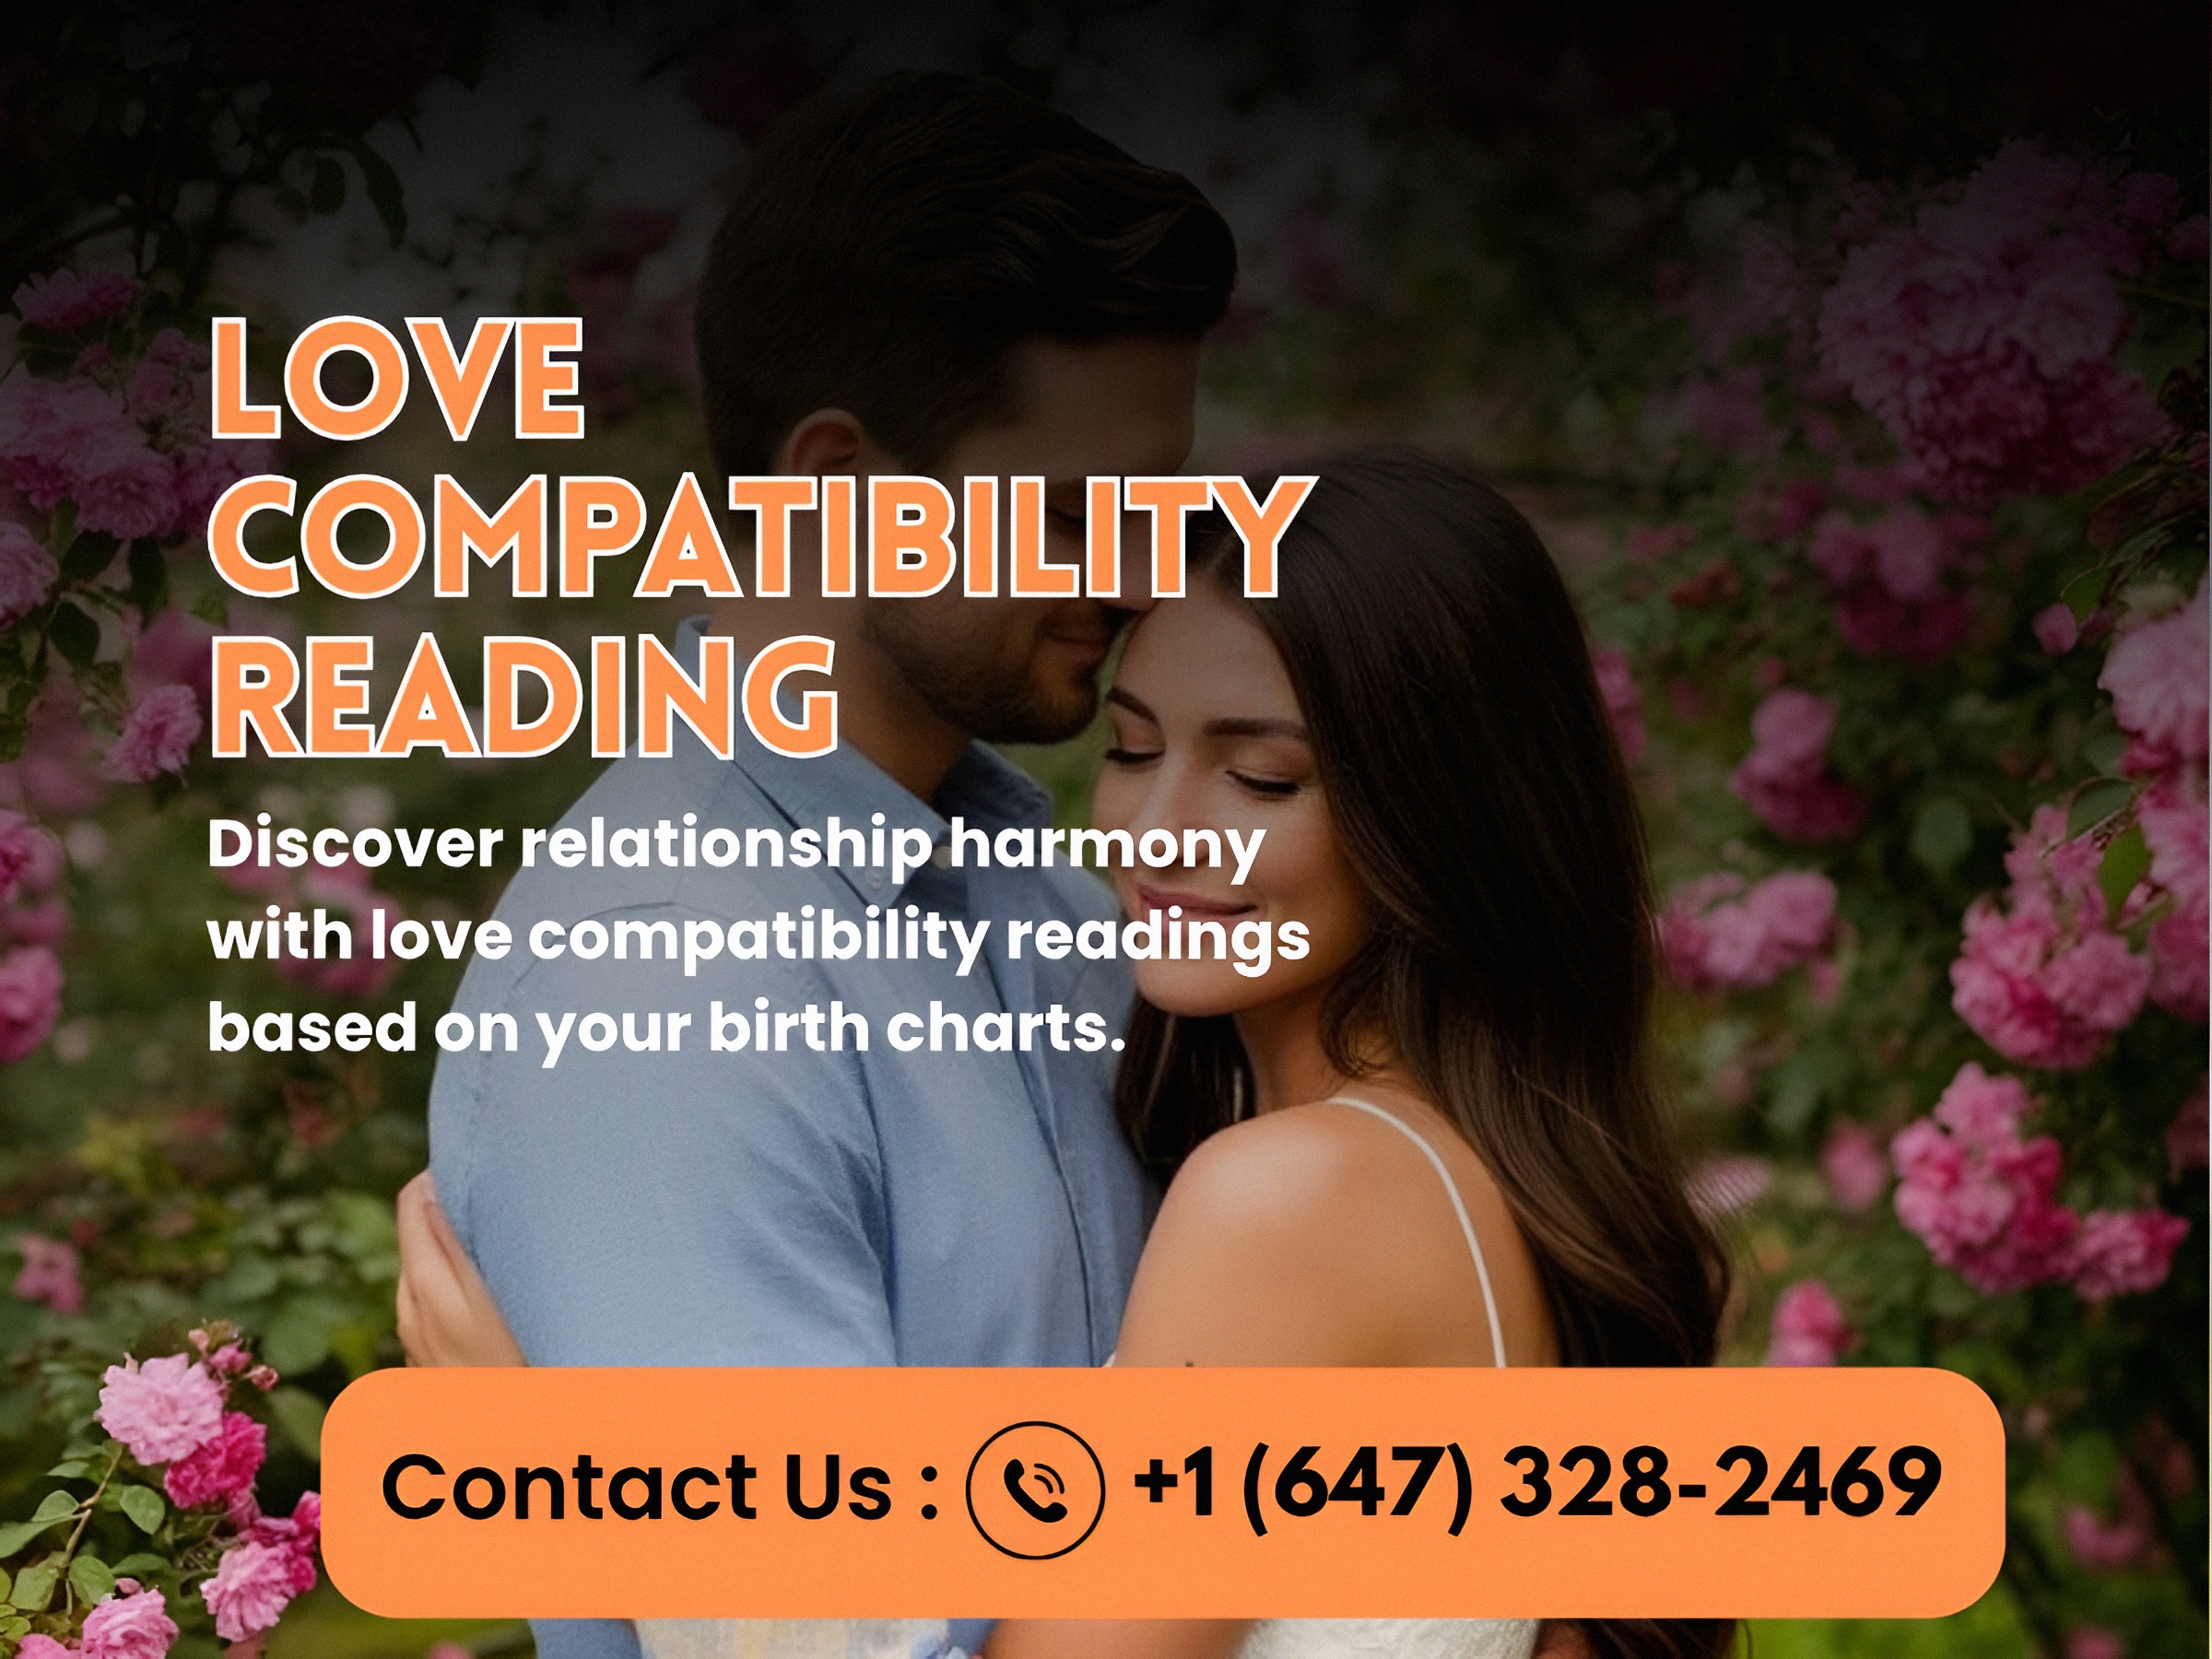 LOVE
COMPATIBILITY
READING
Discover relationship harmony
with love compatibility readings
based on your birth charts.
Contact Us : +1 (647) 328-2469